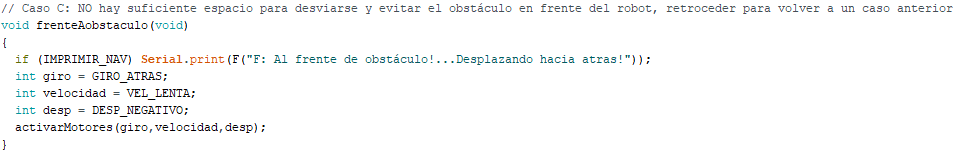 // Caso C: NO hay suficiente espacio para desviarse y evitar el obstáculo en frente del robot, retroceder para volver a un caso anterior
void frenteAobstaculo(void)
{
  if (IMPRIMIR_NAV) Serial.print(F("F: Al frente de obstáculo!...Desplazando hacia atras!"));
  int giro = GIRO_ATRAS;
  int velocidad = VEL_LENTA;
  int desp = DESP_NEGATIVO;
  activarMotores(giro,velocidad,desp);
}